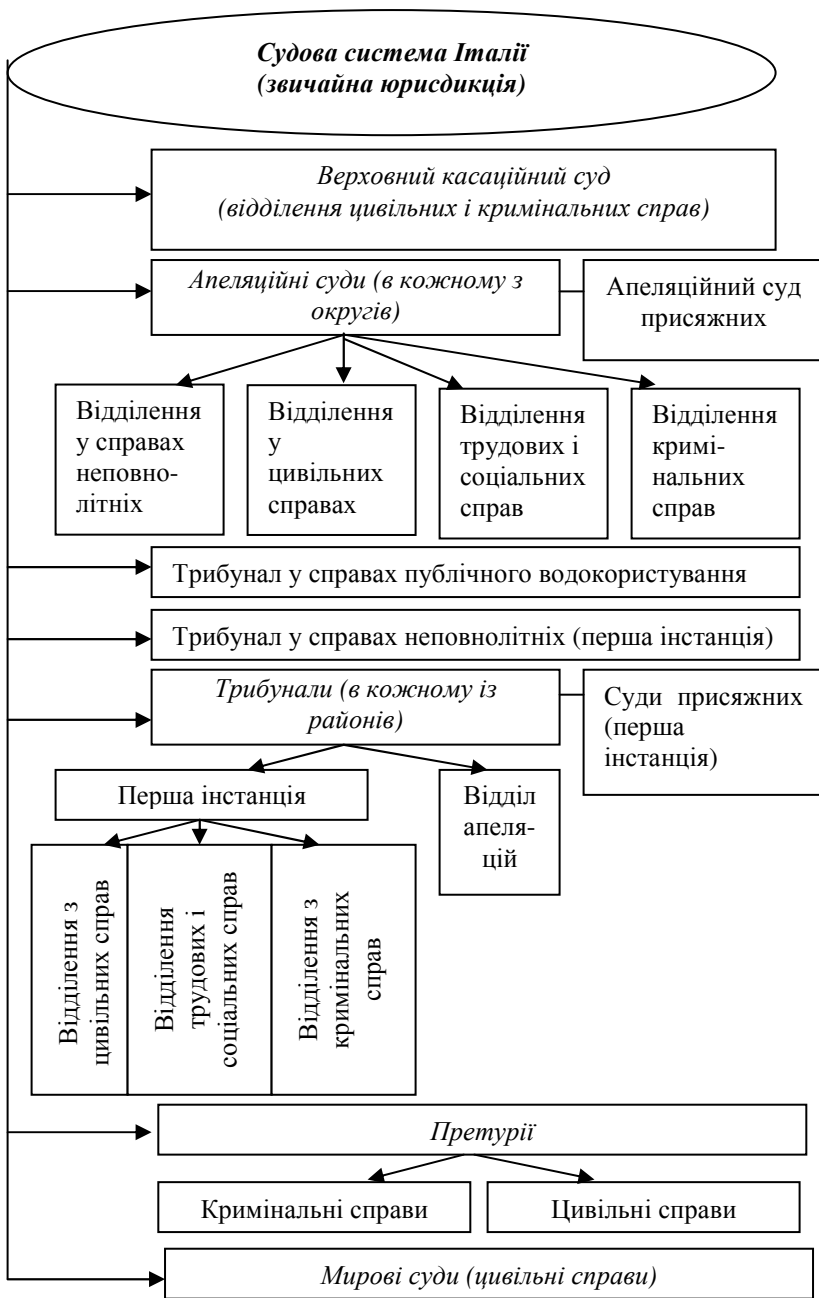 Судова система Італії
(звичайна юрисдикція)
Верховний касаційний суд
(відділення цивільних і кримінальних справ)
Апеляційні суди (в кожному з
округів)
Апеляційний суд
присяжних
Відділення
у справах
неповно-
літніх
Відділення
у
цивільних
справах
Відділення
трудових і
соціальних
справ
Відділення
кримі-
нальних
справ
Трибунал у справах публічного водокористування
Трибунал у справах неповнолітніх (перша інстанція)
Трибунали (в кожному із
районів)
Суди присяжних
(перша
інстанція)
Перша інстанція
Відділ
апеля-
цій
Відділення з
цивільних справ
Відділення
трудових і
соціальних справ
Відділення з
кримінальних
справ
Претурії
Кримінальні справи
Цивільні справи
Мирові суди (цивільні справи)